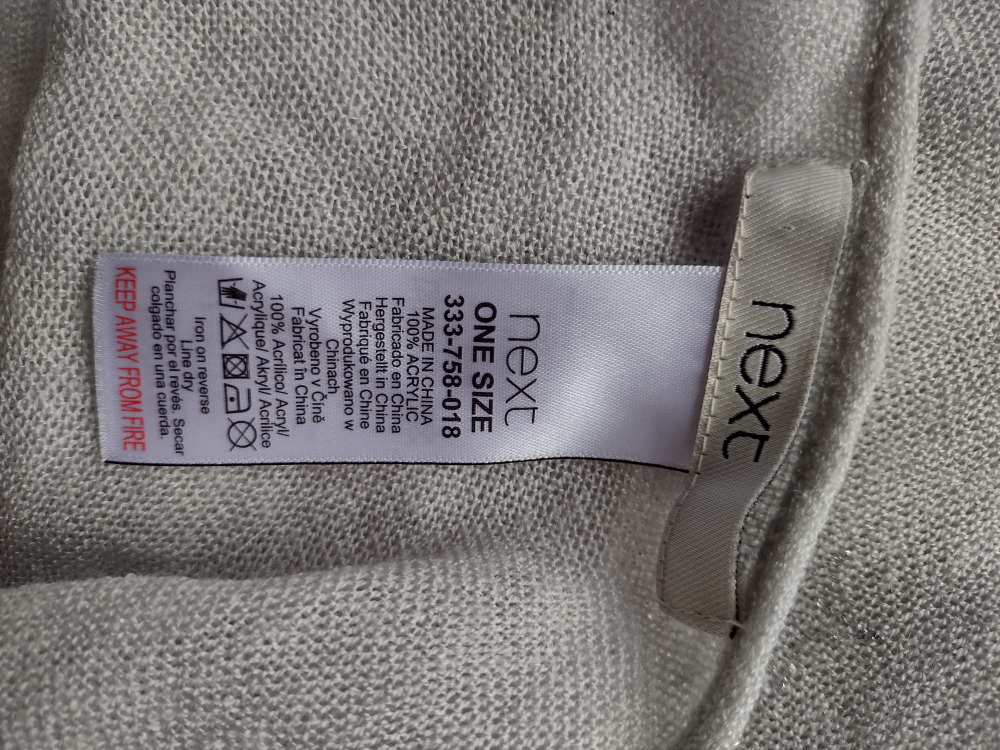 next
next
ONE SIZE
333-758-018
MADE IN CHINA
100% ACRYLIC
Fabricado en China
Hergestellt in China
Fabriqué en Chine
Wyprodukowano w
Chinach
Vyrobeno v Číně
Fabricat în China
100% Acrílico/ Acryl/
Acrylique/ Akryl/ Acrilice
Iron on reverse
Line dry
Planchar por el revés. Secar
colgado en una cuerda.
KEEP AWAY FROM FIRE